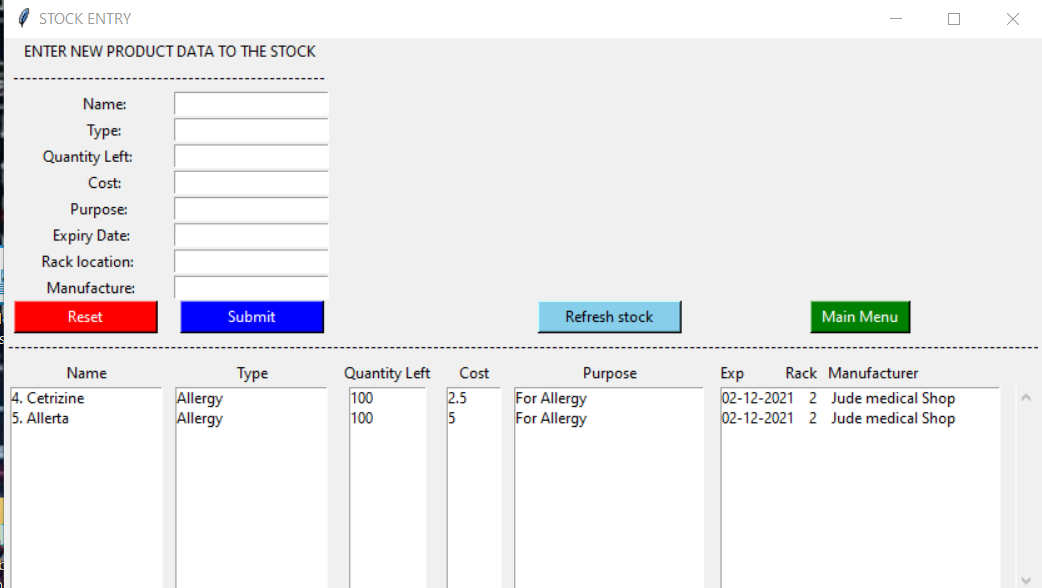 STOCK ENTRY
ENTER NEW PRODUCT DATA TO THE STOCK
--------------------------------------------------
Name:
Type:
Quantity Left:
Cost:
Purpose:
Expiry Date:
Rack location:
Manufacture:
Reset Submit Refresh stock Main Menu
Name Type Quantity Left Cost Purpose Exp Rack Manufacturer
4. Cetrizine Allergy 100 2.5 For Allergy 02-12-2021 2 Jude medical Shop
5. Allerta Allergy 100 5 For Allergy 02-12-2021 2 Jude medical Shop